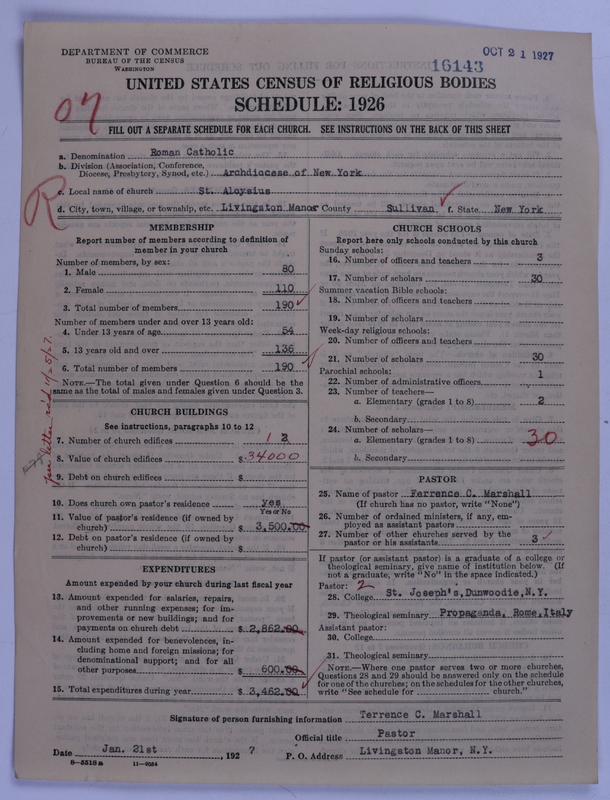 DEPARTMENT OF COMMERCE
BUREAU OF THE CENSUS
WASHINGTON
OCT 21 1927
16143
UNITED STATES CENSUS OF RELIGIOUS BODIES
SCHEDULE: 1926
FILL OUT A SEPARATE SCHEDULE FOR EACH CHURCH. SEE INSTRUCTIONS ON THE BACK OF THIS SHEET
a. Denomination Roman Catholic
b. Division (Association, Conference,
Diocese, Presbytery, Synod, etc.) Archdiocese of New York
c. Local name of church St. Aloysius
R
d. City, town, village, or township, etc. Livingston Manor County Sullivan f. State New York
MEMBERSHIP
Report number of members according to definition of
member in your church
Number of members, by sex:
1. Male 80
2. Female 110
3. Total number of members 190
Number of members under and over 13 years old:
4. Under 13 years of age 54
5. 13 years old and over 136
6. Total number of members 190
NOTE.—The total given under Question 6 should be the
same as the total of males and females given under Question 3.
CHURCH BUILDINGS
See instructions, paragraphs 10 to 12
7. Number of church edifices 1
8. Value of church edifices $ 34000
9. Debt on church edifices $
10. Does church own pastor's residence yes
Yes or No
11. Value of pastor's residence (if owned by
church) $ 3,500.00
12. Debt on pastor's residence (if owned by
church) $
EXPENDITURES
Amount expended by your church during last fiscal year
13. Amount expended for salaries, repairs,
and other running expenses; for im-
provements or new buildings; and for
payments on church debt $ 2,862.00
14. Amount expended for benevolences, in-
cluding home and foreign missions; for
denominational support; and for all
other purposes $ 600.00
15. Total expenditures during year $ 3,462.00
CHURCH SCHOOLS
Report here only schools conducted by this church
Sunday schools:
16. Number of officers and teachers 3
17. Number of scholars 30
Summer vacation Bible schools:
18. Number of officers and teachers
19. Number of scholars
Week-day religious schools:
20. Number of officers and teachers
21. Number of scholars 30
Parochial schools:
22. Number of administrative officers 1
23. Number of teachers—
a. Elementary (grades 1 to 8) 2
b. Secondary
24. Number of scholars—
a. Elementary (grades 1 to 8) 30
b. Secondary
PASTOR
25. Name of pastor Ferrence C. Marshall
(If church has no pastor, write "None")
26. Number of ordained ministers, if any, em-
ployed as assistant pastors
27. Number of other churches served by the
pastor or his assistants 3
If pastor (or assistant pastor) is a graduate of a college or
theological seminary, give name of institution below. (If
not a graduate, write "No" in the space indicated.)
Pastor: 2
28. College St. Joseph's, Dunwoodie, N.Y.
29. Theological seminary Propaganda, Rome, Italy
Assistant pastor:
30. College
31. Theological seminary
NOTE.—Where one pastor serves two or more churches,
Questions 28 and 29 should be answered only on the schedule
for one of the churches; on the schedules for the other churches,
write "See schedule for church."
Signature of person furnishing information Terrence C. Marshall
Official title Pastor
Date Jan. 21st, 1927
P. O. Address Livingston Manor, N.Y.
8—5518a 11—9054